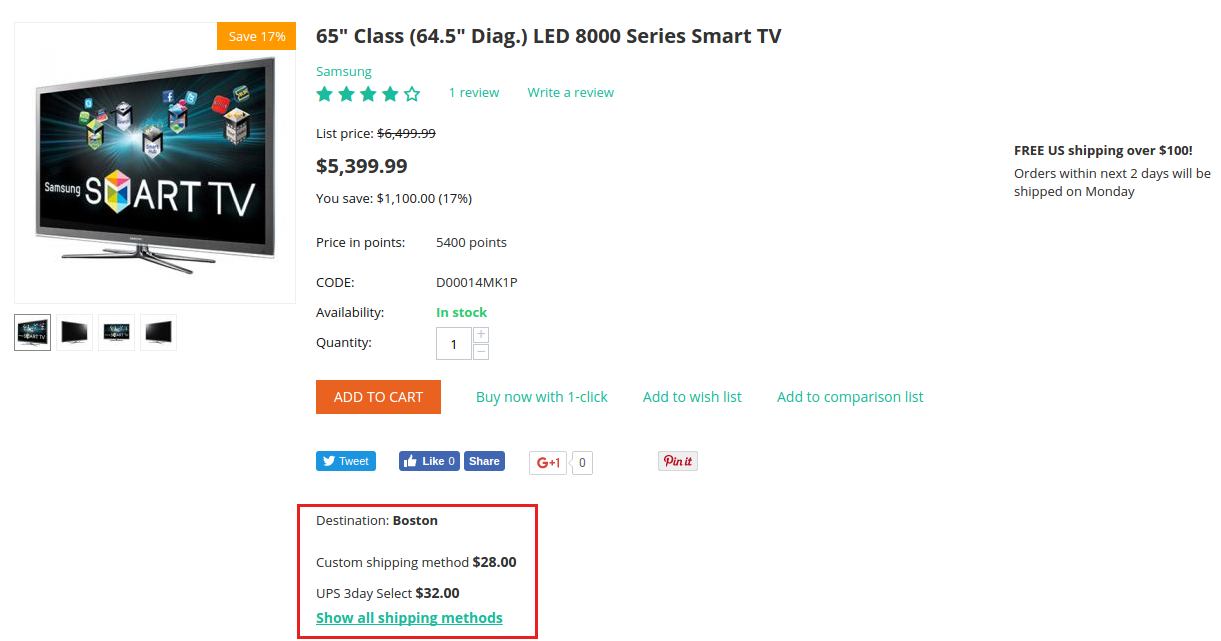 Save 17%
65" Class (64.5" Diag.) LED 8000 Series Smart TV
Samsung
1 review
Write a review
List price: $6,499.99
$5,399.99
You save: $1,100.00 (17%)
Price in points: 5400 points
CODE: D00014MK1P
Availability: In stock
Quantity: 1 + −
ADD TO CART
Buy now with 1-click
Add to wish list
Add to comparison list
Tweet
Like 0
Share
G+1
0
Pin it
Destination: Boston
Custom shipping method $28.00
UPS 3day Select $32.00
Show all shipping methods
FREE US shipping over $100!
Orders within next 2 days will be
shipped on Monday
Samsung SMART TV
Smart Hub